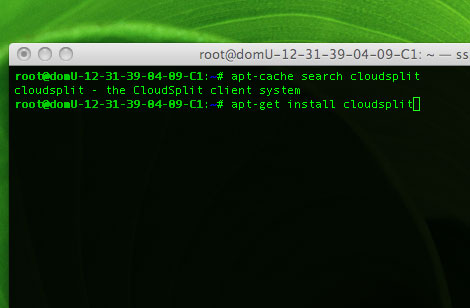 root@domU-12-31-39-04-09-C1: ~ — ss
root@domU-12-31-39-04-09-C1:~# apt-cache search cloudsplit
cloudsplit - the CloudSplit client system
root@domU-12-31-39-04-09-C1:~# apt-get install cloudsplit